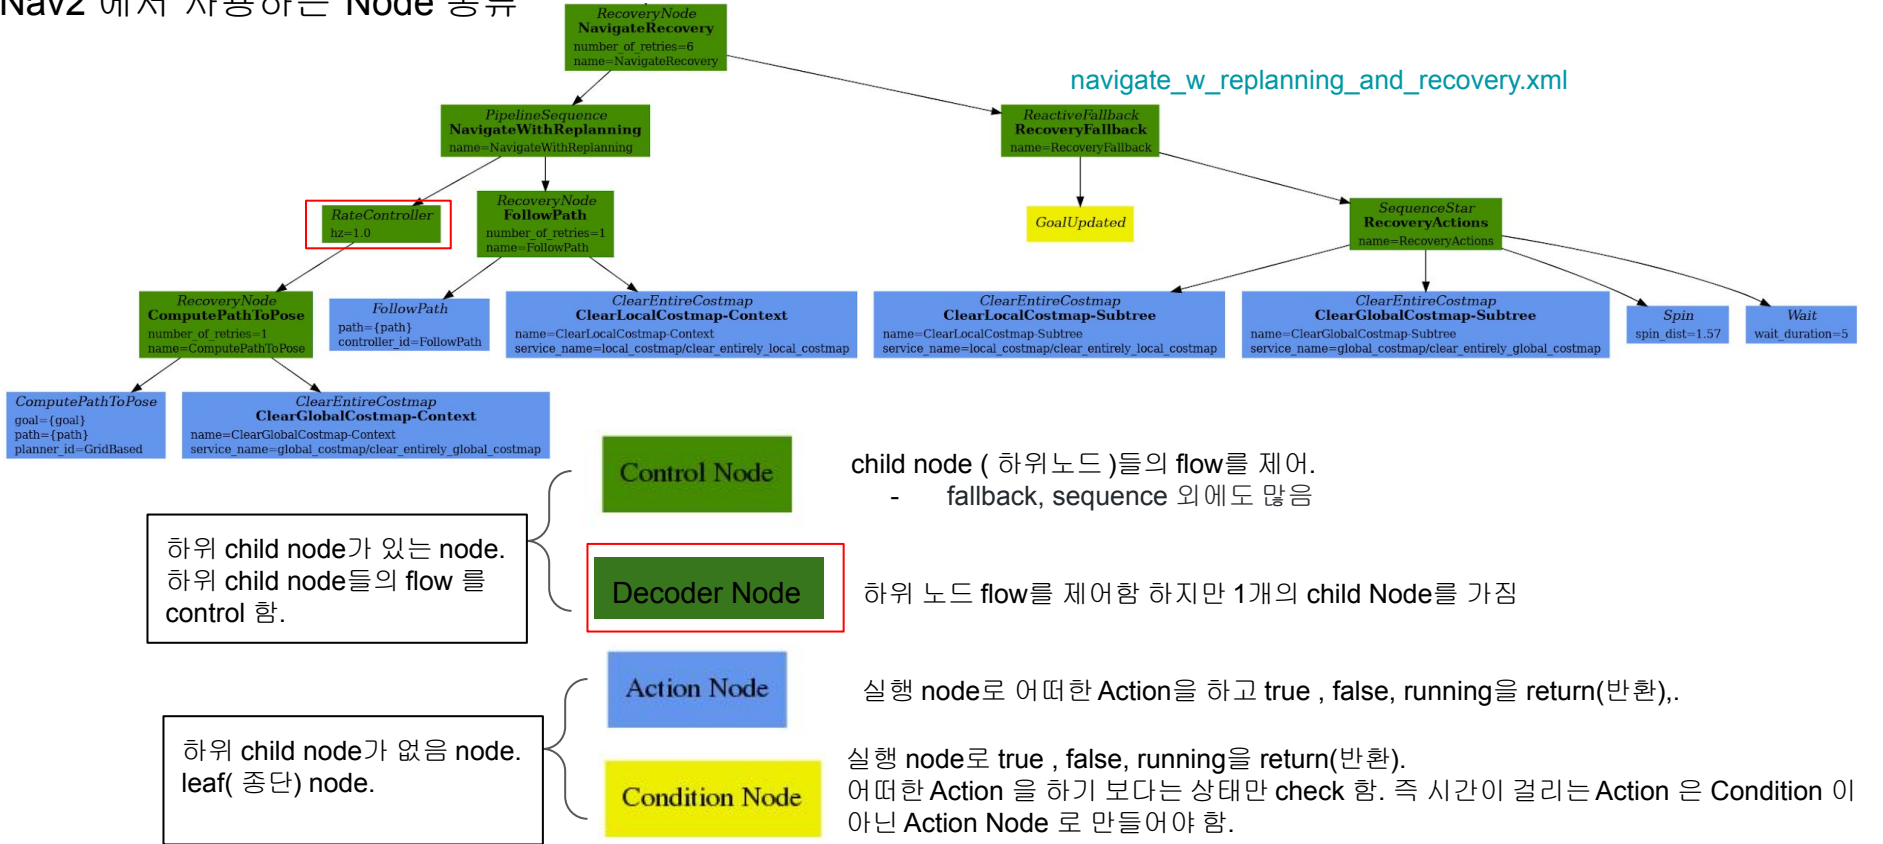 Nav2 에서 사용하는 Node 종류
RecoveryNode
NavigateRecovery
number_of_retries=6
name=NavigateRecovery
navigate_w_replanning_and_recovery.xml
PipelineSequence
NavigateWithReplanning
name=NavigateWithReplanning
ReactiveFallback
RecoveryFallback
name=RecoveryFallback
RateController
hz=1.0
RecoveryNode
FollowPath
number_of_retries=1
name=FollowPath
GoalUpdated
SequenceStar
RecoveryActions
name=RecoveryActions
RecoveryNode
ComputePathToPose
number_of_retries=1
name=ComputePathToPose
FollowPath
path={path}
controller_id=FollowPath
ClearEntireCostmap
ClearLocalCostmap-Context
name=ClearLocalCostmap-Context
service_name=local_costmap/clear_entirely_local_costmap
ClearEntireCostmap
ClearLocalCostmap-Subtree
name=ClearLocalCostmap-Subtree
service_name=local_costmap/clear_entirely_local_costmap
ClearEntireCostmap
ClearGlobalCostmap-Subtree
name=ClearGlobalCostmap-Subtree
service_name=global_costmap/clear_entirely_global_costmap
Spin
spin_dist=1.57
Wait
wait_duration=5
ComputePathToPose
goal={goal}
path={path}
planner_id=GridBased
ClearEntireCostmap
ClearGlobalCostmap-Context
name=ClearGlobalCostmap-Context
service_name=global_costmap/clear_entirely_global_costmap
하위 child node가 있는 node.
하위 child node들의 flow 를
control 함.
Control Node
child node ( 하위노드 )들의 flow를 제어.
- fallback, sequence 외에도 많음
Decoder Node
하위 노드 flow를 제어함 하지만 1개의 child Node를 가짐
하위 child node가 없음 node.
leaf( 종단) node.
Action Node
실행 node로 어떠한 Action을 하고 true , false, running을 return(반환),.
Condition Node
실행 node로 true , false, running을 return(반환).
어떠한 Action 을 하기 보다는 상태만 check 함. 즉 시간이 걸리는 Action 은 Condition 이
아닌 Action Node 로 만들어야 함.